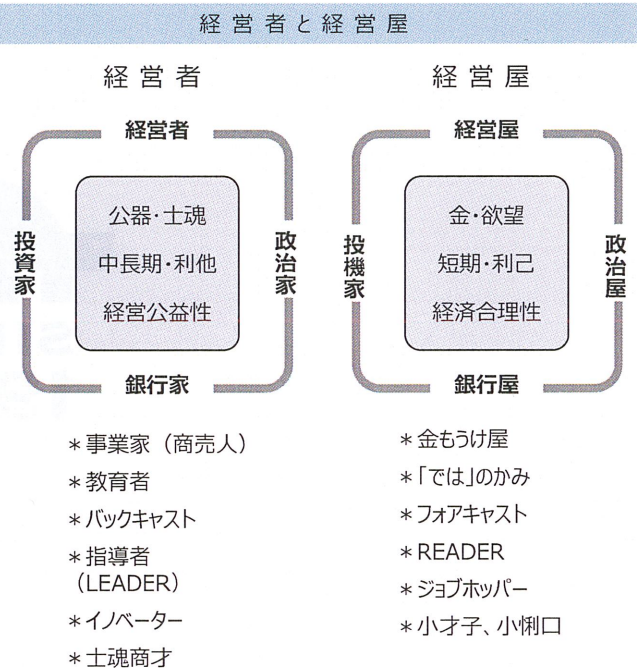 経営者と経営屋
経営者
経営者
投資家
公器・士魂
中長期・利他
経営公益性
政治家
銀行家
＊事業家（商売人）
＊教育者
＊バックキャスト
＊指導者
（LEADER）
＊イノベーター
＊士魂商才
経営屋
経営屋
投機家
金・欲望
短期・利己
経済合理性
政治屋
銀行屋
＊金もうけ屋
＊「では」のかみ
＊フォアキャスト
＊READER
＊ジョブホッパー
＊小才子、小悧口